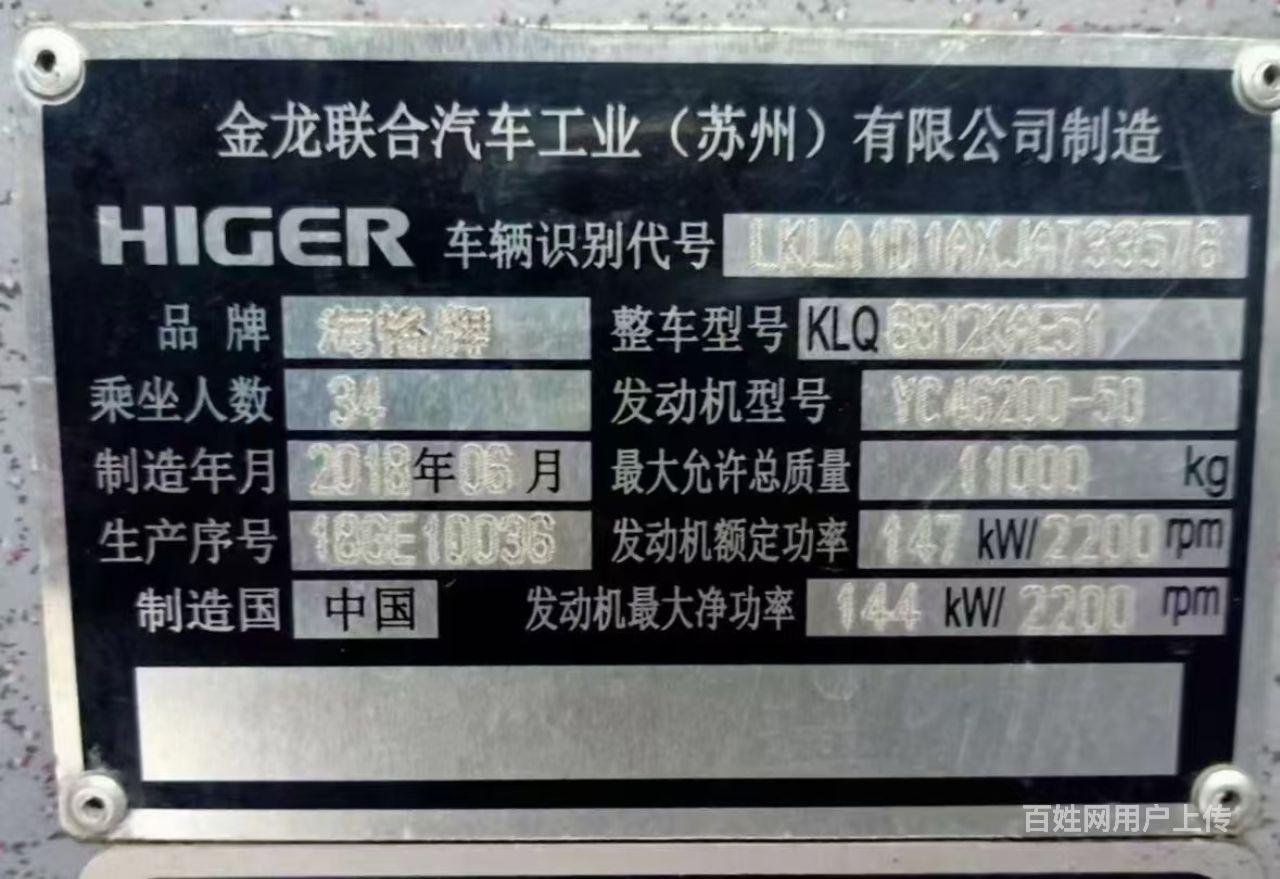 金龙联合汽车工业（苏州）有限公司制造
HIGER 车辆识别代号 LKLA1D1AXJAT33576
品牌 海格牌 整车型号 KLQ6812KAE51
乘坐人数 34 发动机型号 YC46200-50
制造年月 2018年06月 最大允许总质量 11000 kg
生产序号 18GE10036 发动机额定功率 147 kW/2200rpm
制造国 中国 发动机最大净功率 144 kW/2200 rpm
百姓网用户上传